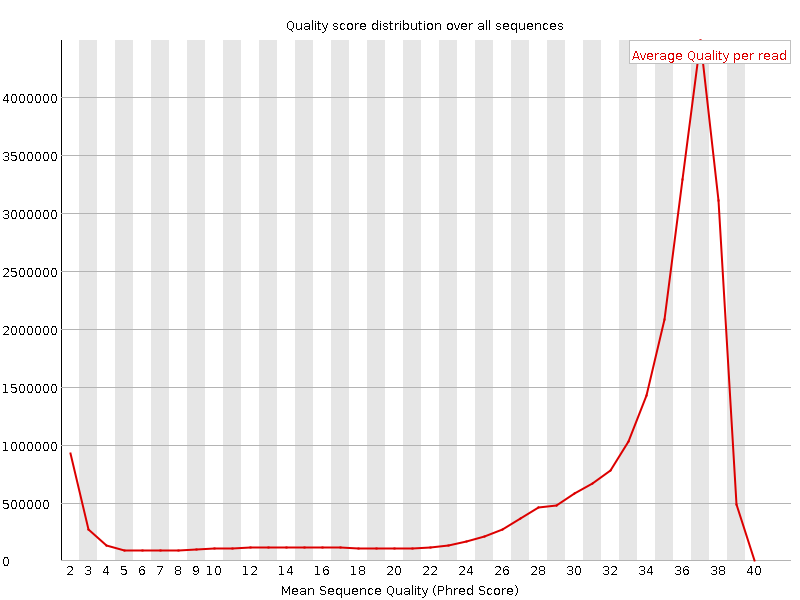 Quality score distribution over all sequences
Average Quality per read
4000000
3500000
3000000
2500000
2000000
1500000
1000000
500000
0
2 3 4 5 6 7 8 9 10 12 14 16 18 20 22 24 26 28 30 32 34 36 38 40
Mean Sequence Quality (Phred Score)